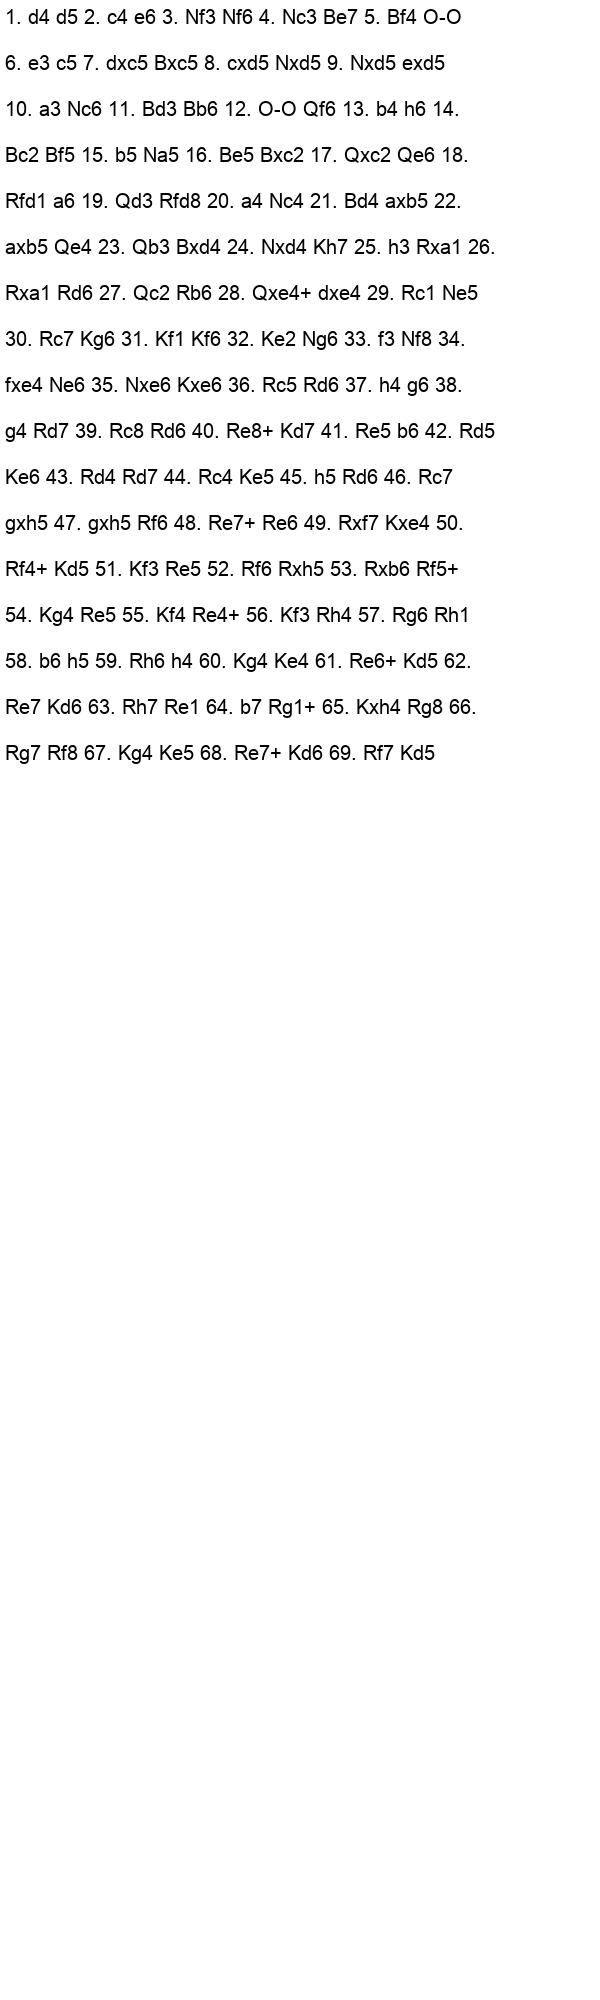 1. d4 d5 2. c4 e6 3. Nf3 Nf6 4. Nc3 Be7 5. Bf4 O-O
6. e3 c5 7. dxc5 Bxc5 8. cxd5 Nxd5 9. Nxd5 exd5
10. a3 Nc6 11. Bd3 Bb6 12. O-O Qf6 13. b4 h6 14.
Bc2 Bf5 15. b5 Na5 16. Be5 Bxc2 17. Qxc2 Qe6 18.
Rfd1 a6 19. Qd3 Rfd8 20. a4 Nc4 21. Bd4 axb5 22.
axb5 Qe4 23. Qb3 Bxd4 24. Nxd4 Kh7 25. h3 Rxa1 26.
Rxa1 Rd6 27. Qc2 Rb6 28. Qxe4+ dxe4 29. Rc1 Ne5
30. Rc7 Kg6 31. Kf1 Kf6 32. Ke2 Ng6 33. f3 Nf8 34.
fxe4 Ne6 35. Nxe6 Kxe6 36. Rc5 Rd6 37. h4 g6 38.
g4 Rd7 39. Rc8 Rd6 40. Re8+ Kd7 41. Re5 b6 42. Rd5
Ke6 43. Rd4 Rd7 44. Rc4 Ke5 45. h5 Rd6 46. Rc7
gxh5 47. gxh5 Rf6 48. Re7+ Re6 49. Rxf7 Kxe4 50.
Rf4+ Kd5 51. Kf3 Re5 52. Rf6 Rxh5 53. Rxb6 Rf5+
54. Kg4 Re5 55. Kf4 Re4+ 56. Kf3 Rh4 57. Rg6 Rh1
58. b6 h5 59. Rh6 h4 60. Kg4 Ke4 61. Re6+ Kd5 62.
Re7 Kd6 63. Rh7 Re1 64. b7 Rg1+ 65. Kxh4 Rg8 66.
Rg7 Rf8 67. Kg4 Ke5 68. Re7+ Kd6 69. Rf7 Kd5